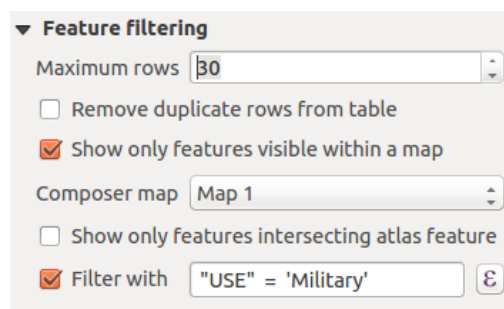 Feature filtering
Maximum rows 30
Remove duplicate rows from table
Show only features visible within a map
Composer map Map 1
Show only features intersecting atlas feature
Filter with "USE" = 'Military' ε